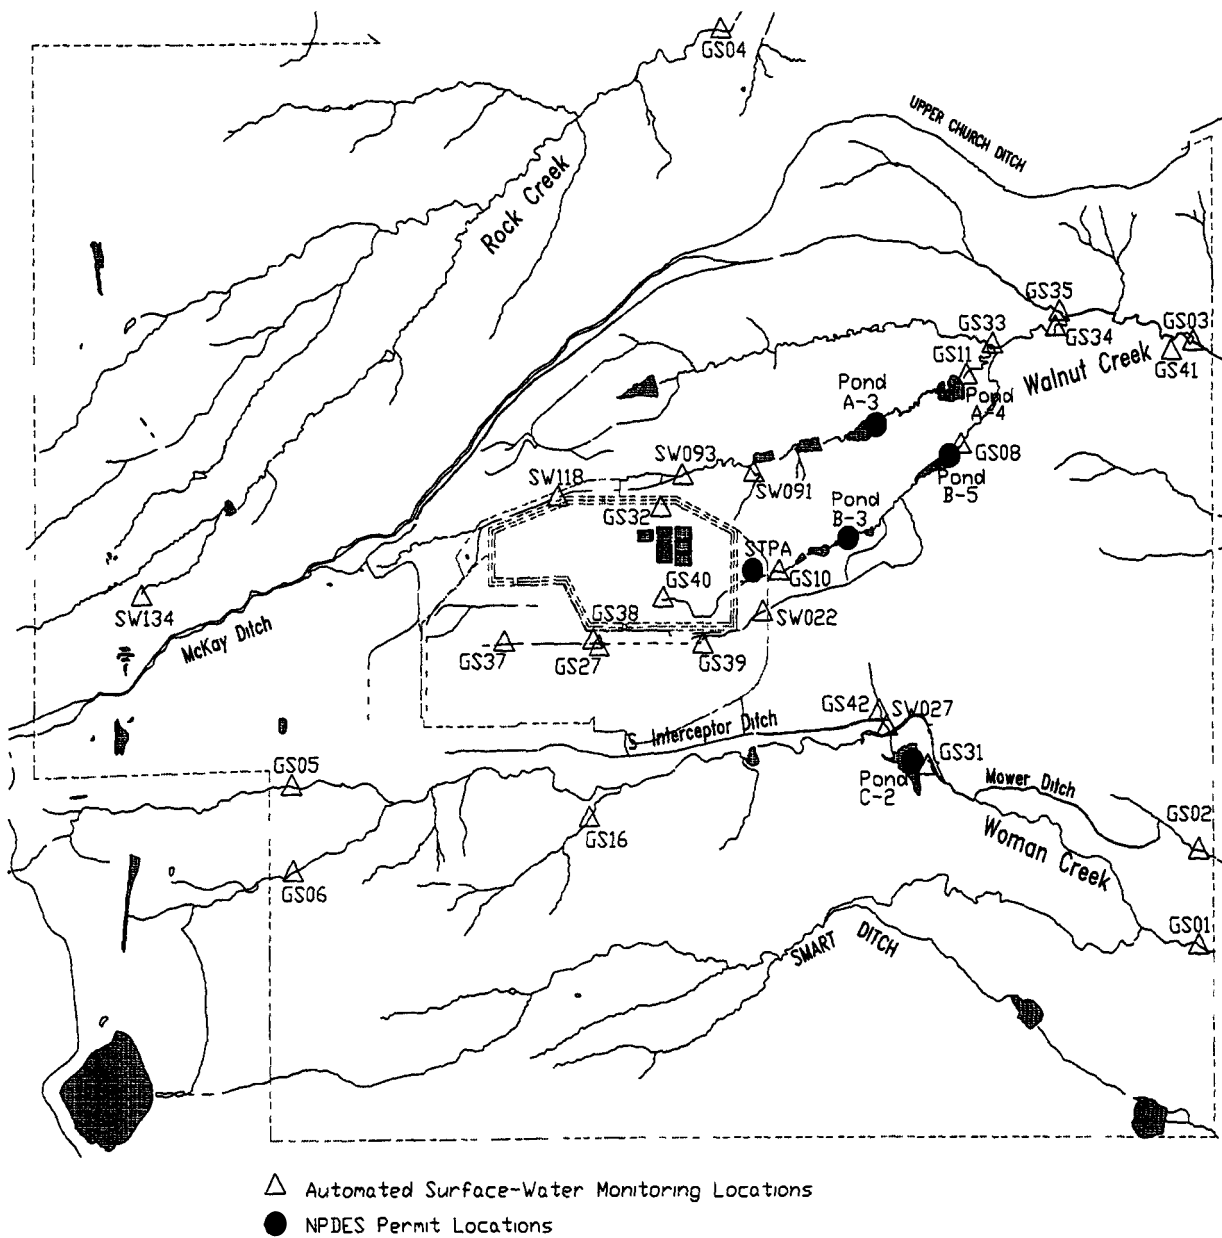 GS04
UPPER CHURCH DITCH
Rock Creek
GS35
GS33
GS34
GS03
GS11
GS41
Walnut Creek
Pond
A-3
Pond
A-4
SW093
GS08
SW118
SW091
Pond
B-5
Pond
B-3
GS32
STPA
GS40
GS10
SW134
GS38
SW022
McKay Ditch
GS37
GS27
GS39
GS42
SW027
S Interceptor Ditch
GS31
GS05
Pond
C-2
Mower Ditch
GS02
GS16
Woman Creek
GS06
GS01
SMART DITCH
Automated Surface-Water Monitoring Locations
NPDES Permit Locations